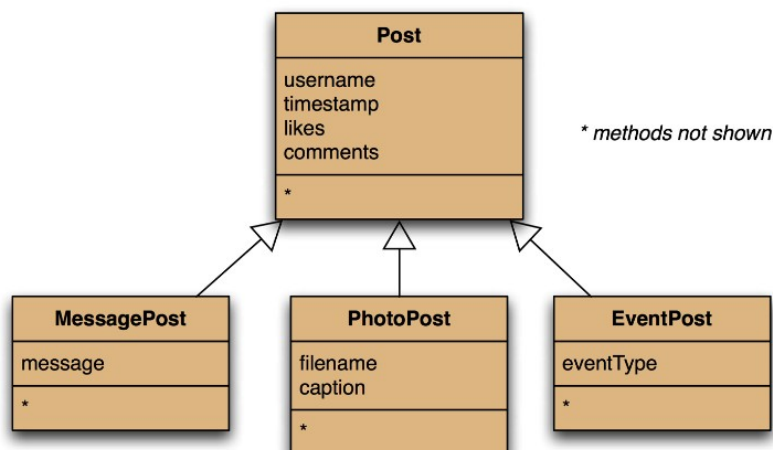 Post
username
timestamp
likes
comments
*
* methods not shown
MessagePost
message
*
PhotoPost
filename
caption
*
EventPost
eventType
*